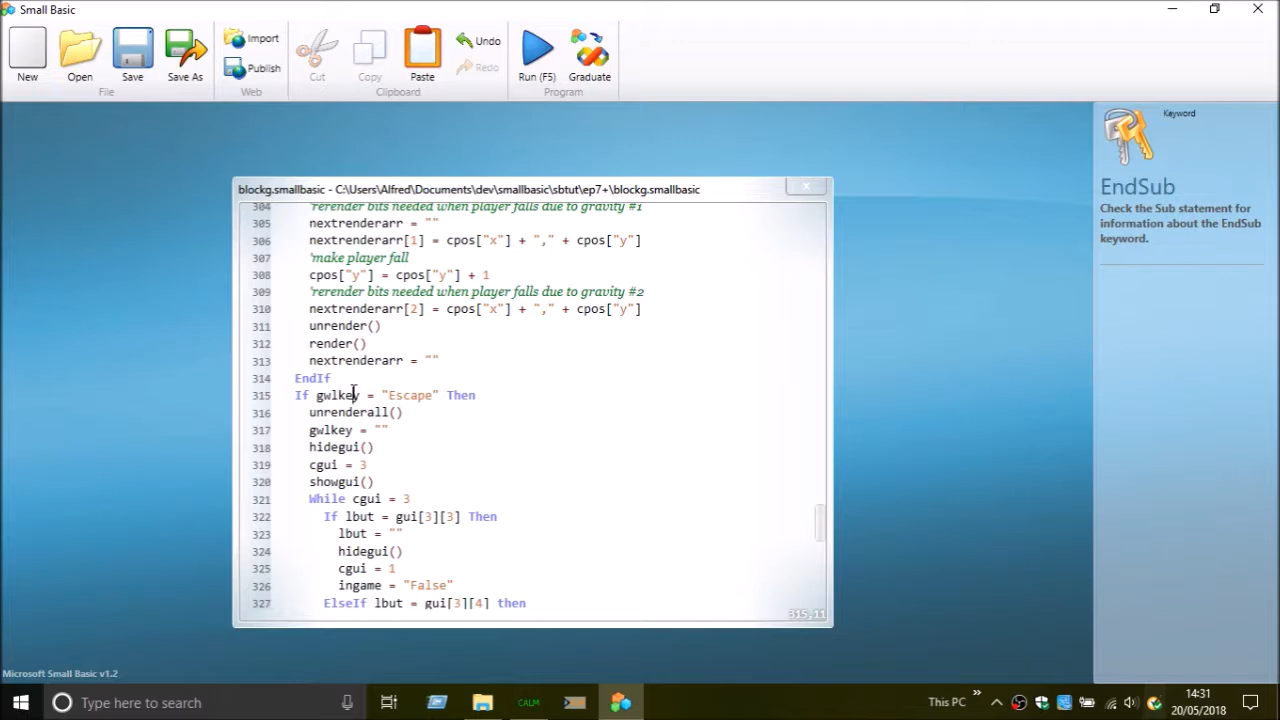 Small Basic
New
Open
Save
Save As
Import
Publish
Cut
Copy
Paste
Undo
Redo
Run (F5)
Graduate
File
Web
Clipboard
Program
Keyword
EndSub
Check the Sub statement for
information about the EndSub
keyword.
blockg.smallbasic - C:\Users\Alfred\Documents\dev\smallbasic\sbtut\ep7+\blockg.smallbasic
304 'rerender bits needed when player falls due to gravity #1
305 nextrenderarr = ""
306 nextrenderarr[1] = cpos["x"] + "," + cpos["y"]
307 'make player fall
308 cpos["y"] = cpos["y"] + 1
309 'rerender bits needed when player falls due to gravity #2
310 nextrenderarr[2] = cpos["x"] + "," + cpos["y"]
311 unrender()
312 render()
313 nextrenderarr = ""
314 EndIf
315 If gwlkey = "Escape" Then
316 unrenderall()
317 gwlkey = ""
318 hidegui()
319 cgui = 3
320 showgui()
321 While cgui = 3
322 If lbut = gui[3][3] Then
323 lbut = ""
324 hidegui()
325 cgui = 1
326 ingame = "False"
327 ElseIf lbut = gui[3][4] then
315,11
Microsoft Small Basic v1.2
Type here to search
CALM
This PC
14:31
20/05/2018